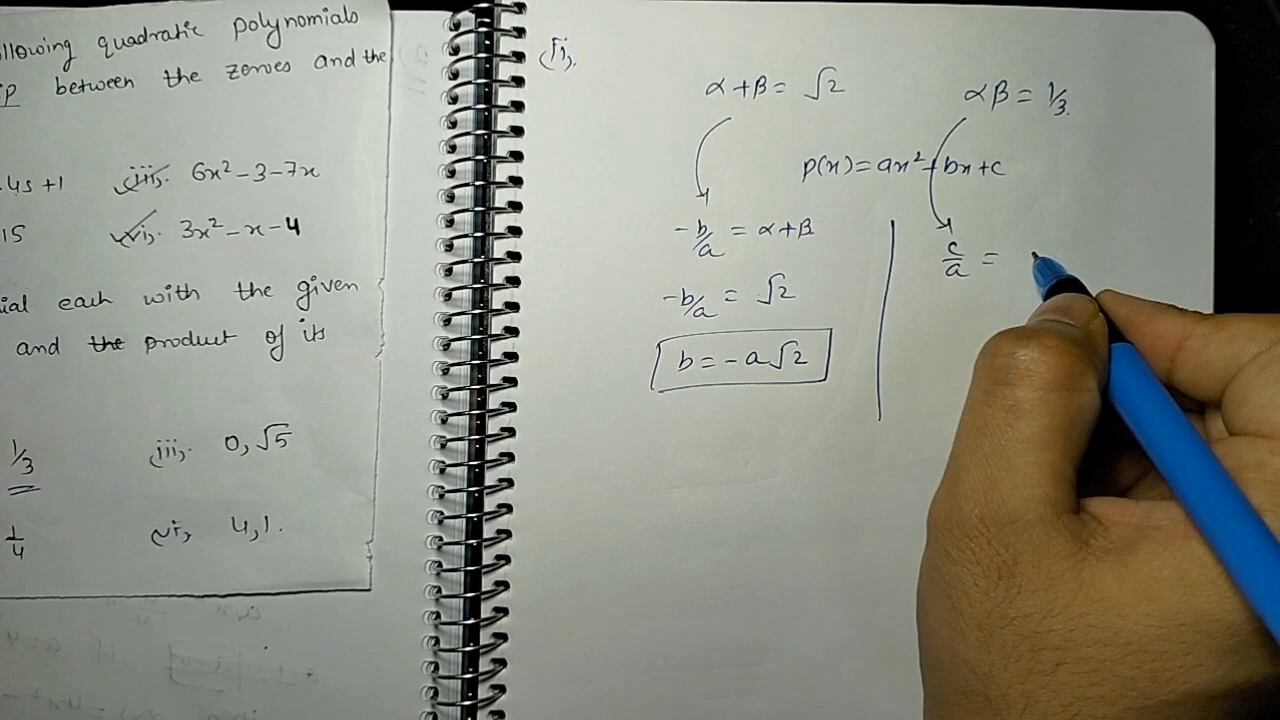 llowing quadratic polynomials
ip between the zeroes and the
4s + 1 (iii). 6x² - 3 - 7x
15 (vi). 3x² - x - 4
ial each with the given
and the product of its
1/3 (iii). 0, √5
1/4 (vi), 4, 1.
(ii).
α + β = √2
αβ = 1/3.
p(x) = ax² + bx + c
-b/a = α + β
-b/a = √2
b = -a√2
c/a =